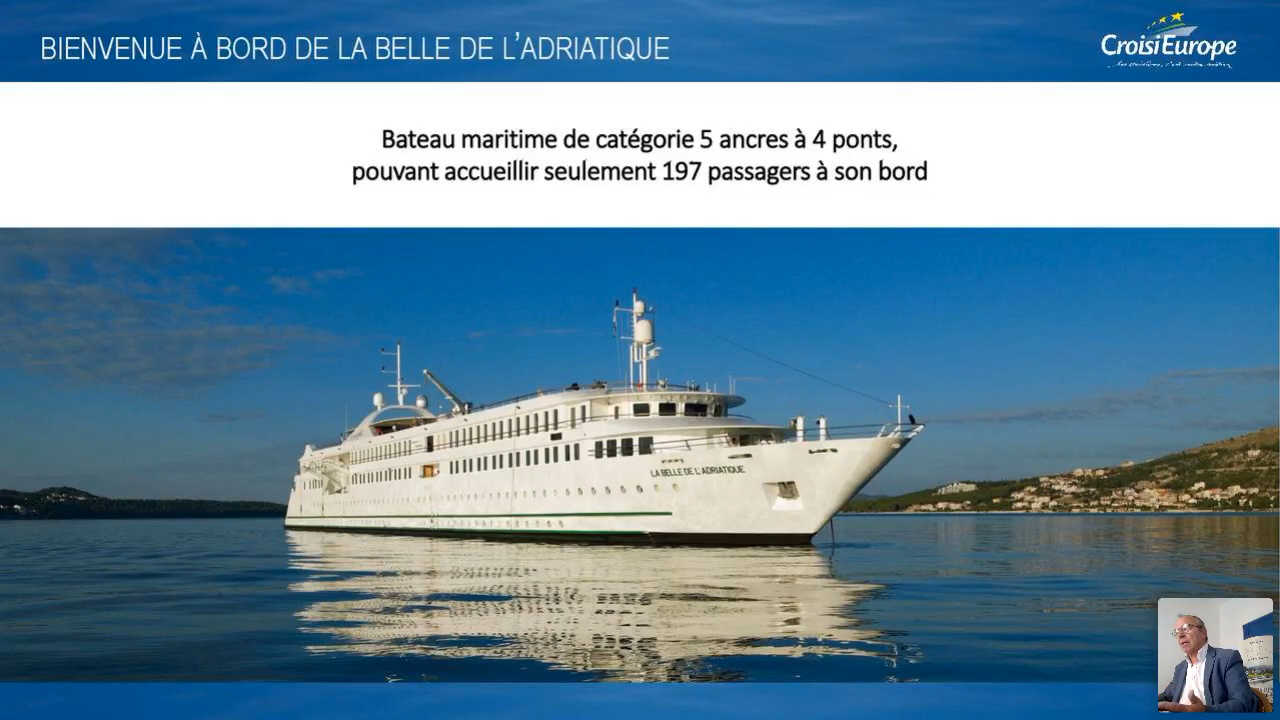 BIENVENUE À BORD DE LA BELLE DE L'ADRIATIQUE
CroisiEurope
Bateau maritime de catégorie 5 ancres à 4 ponts,
pouvant accueillir seulement 197 passagers à son bord
LA BELLE DE L'ADRIATIQUE